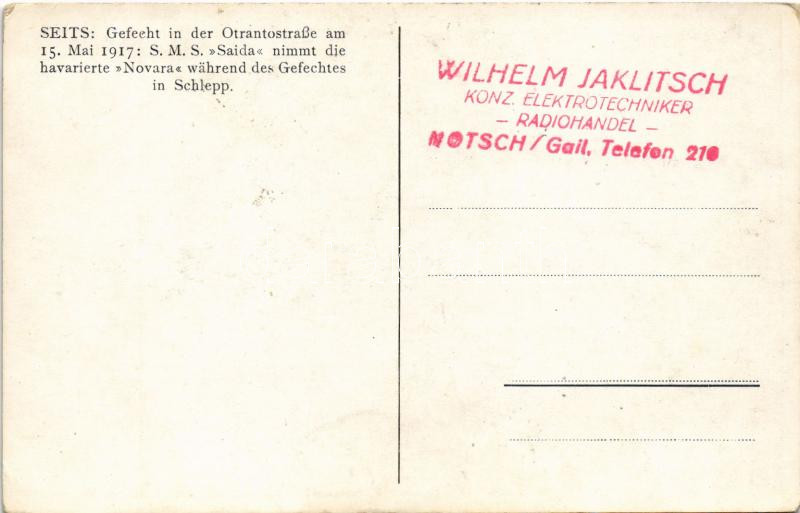 SEITS: Gefecht in der Otrantostraße am
15. Mai 1917: S. M. S. »Saida« nimmt die
havarierte »Novara« während des Gefechtes
in Schlepp.
WILHELM JAKLITSCH
KONZ. ELEKTROTECHNIKER
— RADIOHANDEL —
NÖTSCH / Gail, Telefon 210